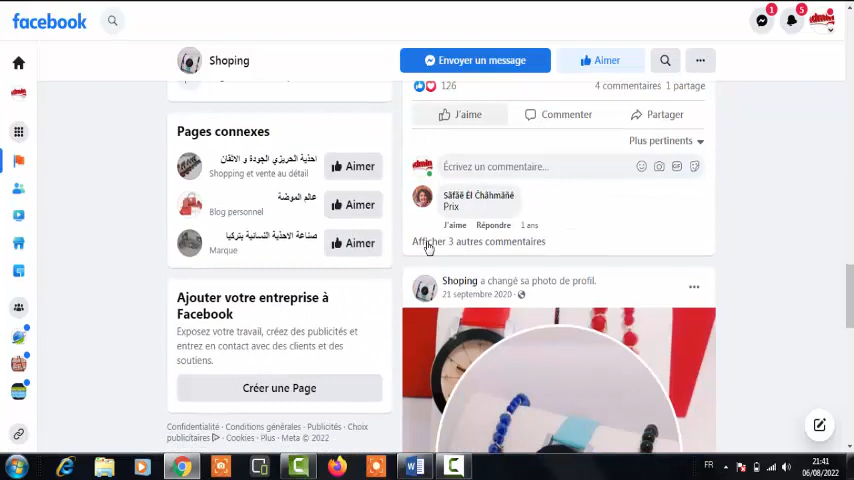 facebook
1
5
Shoping
Envoyer un message
Aimer
126
4 commentaires 1 partage
J'aime
Commenter
Partager
Plus pertinents
Écrivez un commentaire...
Sâfâë Él Čhâhmâñé
Prix
J'aime Répondre 1 ans
Afficher 3 autres commentaires
Shoping a changé sa photo de profil.
21 septembre 2020
Pages connexes
احذية الحريزي الجودة و الاتقان
Shopping et vente au détail
Aimer
عالم الموضة
Blog personnel
Aimer
صناعة الاحذية النسائية بتركيا
Marque
Aimer
Ajouter votre entreprise à
Facebook
Exposez votre travail, créez des publicités et
entrez en contact avec des clients et des
soutiens.
Créer une Page
Confidentialité · Conditions générales · Publicités · Choix
publicitaires · Cookies · Plus · Meta © 2022
FR
21:41
06/08/2022